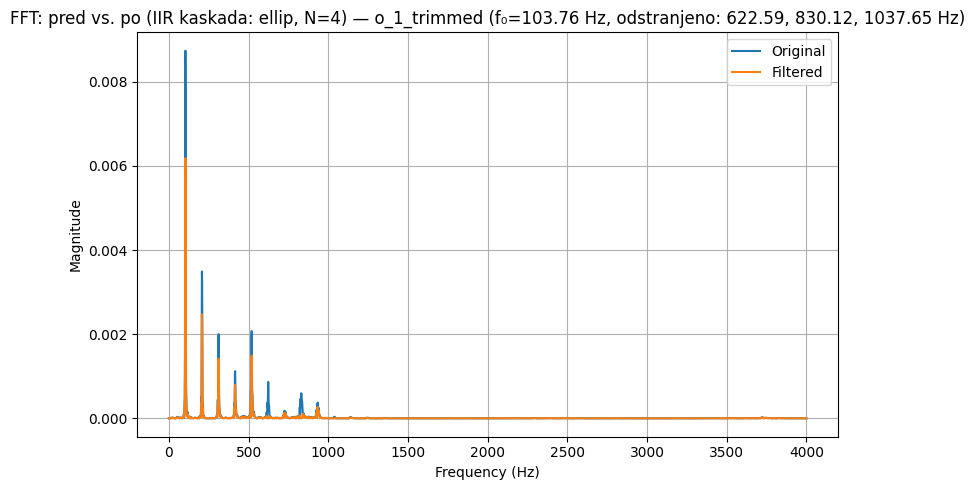 FFT: pred vs. po (IIR kaskada: ellip, N=4) — o_1_trimmed (f₀=103.76 Hz, odstranjeno: 622.59, 830.12, 1037.65 Hz)
Original
Filtered
Magnitude
0.008
0.006
0.004
0.002
0.000
0 500 1000 1500 2000 2500 3000 3500 4000
Frequency (Hz)